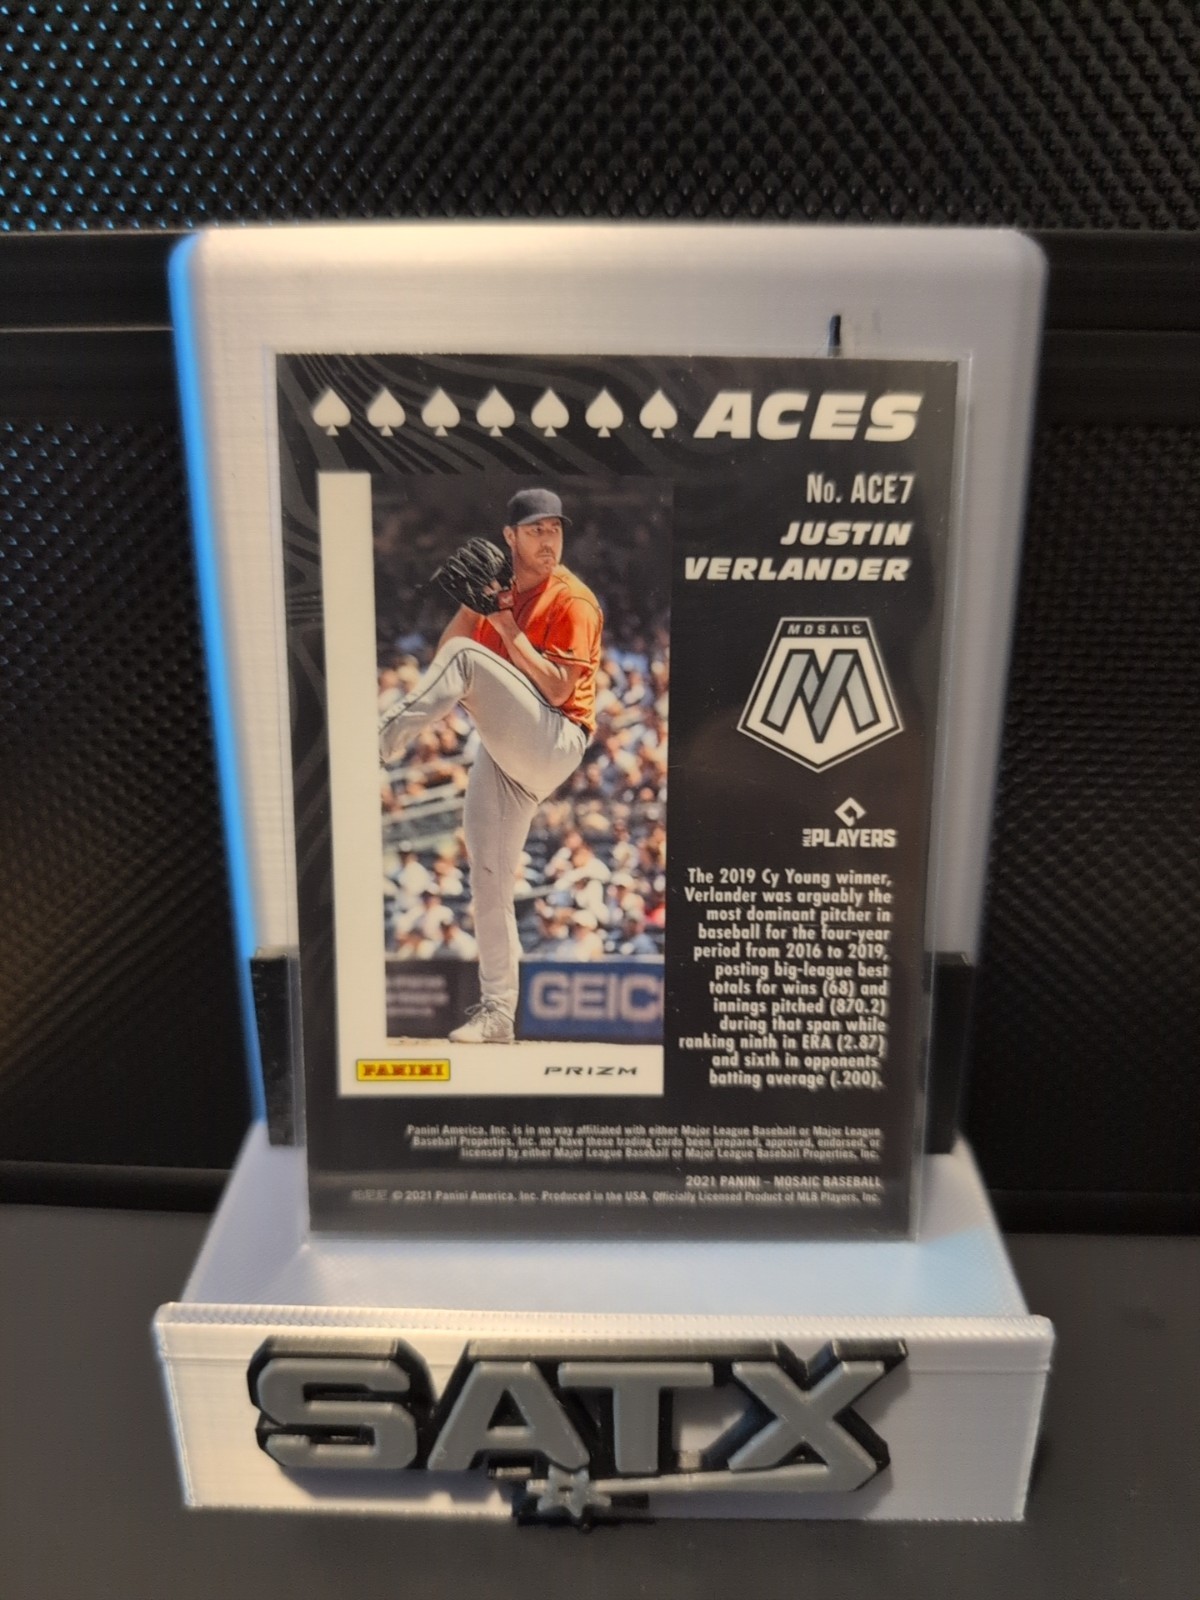 ACES
No. ACE7
JUSTIN
VERLANDER
MOSAIC
M
MLB PLAYERS
The 2019 Cy Young winner,
Verlander was arguably the
most dominant pitcher in
baseball for the four-year
period from 2016 to 2019,
posting big-league best
totals for wins (68) and
innings pitched (870.2)
during that span while
ranking ninth in ERA (2.87)
and sixth in opponents'
batting average (.200).
GEIC
PANINI
PRIZM
Panini America, Inc. is in no way affiliated with either Major League Baseball or Major League
Baseball Properties, Inc. nor have these trading cards been prepared, approved, endorsed, or
licensed by either Major League Baseball or Major League Baseball Properties, Inc.
2021 PANINI – MOSAIC BASEBALL
© 2021 Panini America, Inc. Produced in the USA. Officially Licensed Product of MLB Players, Inc.
SATX